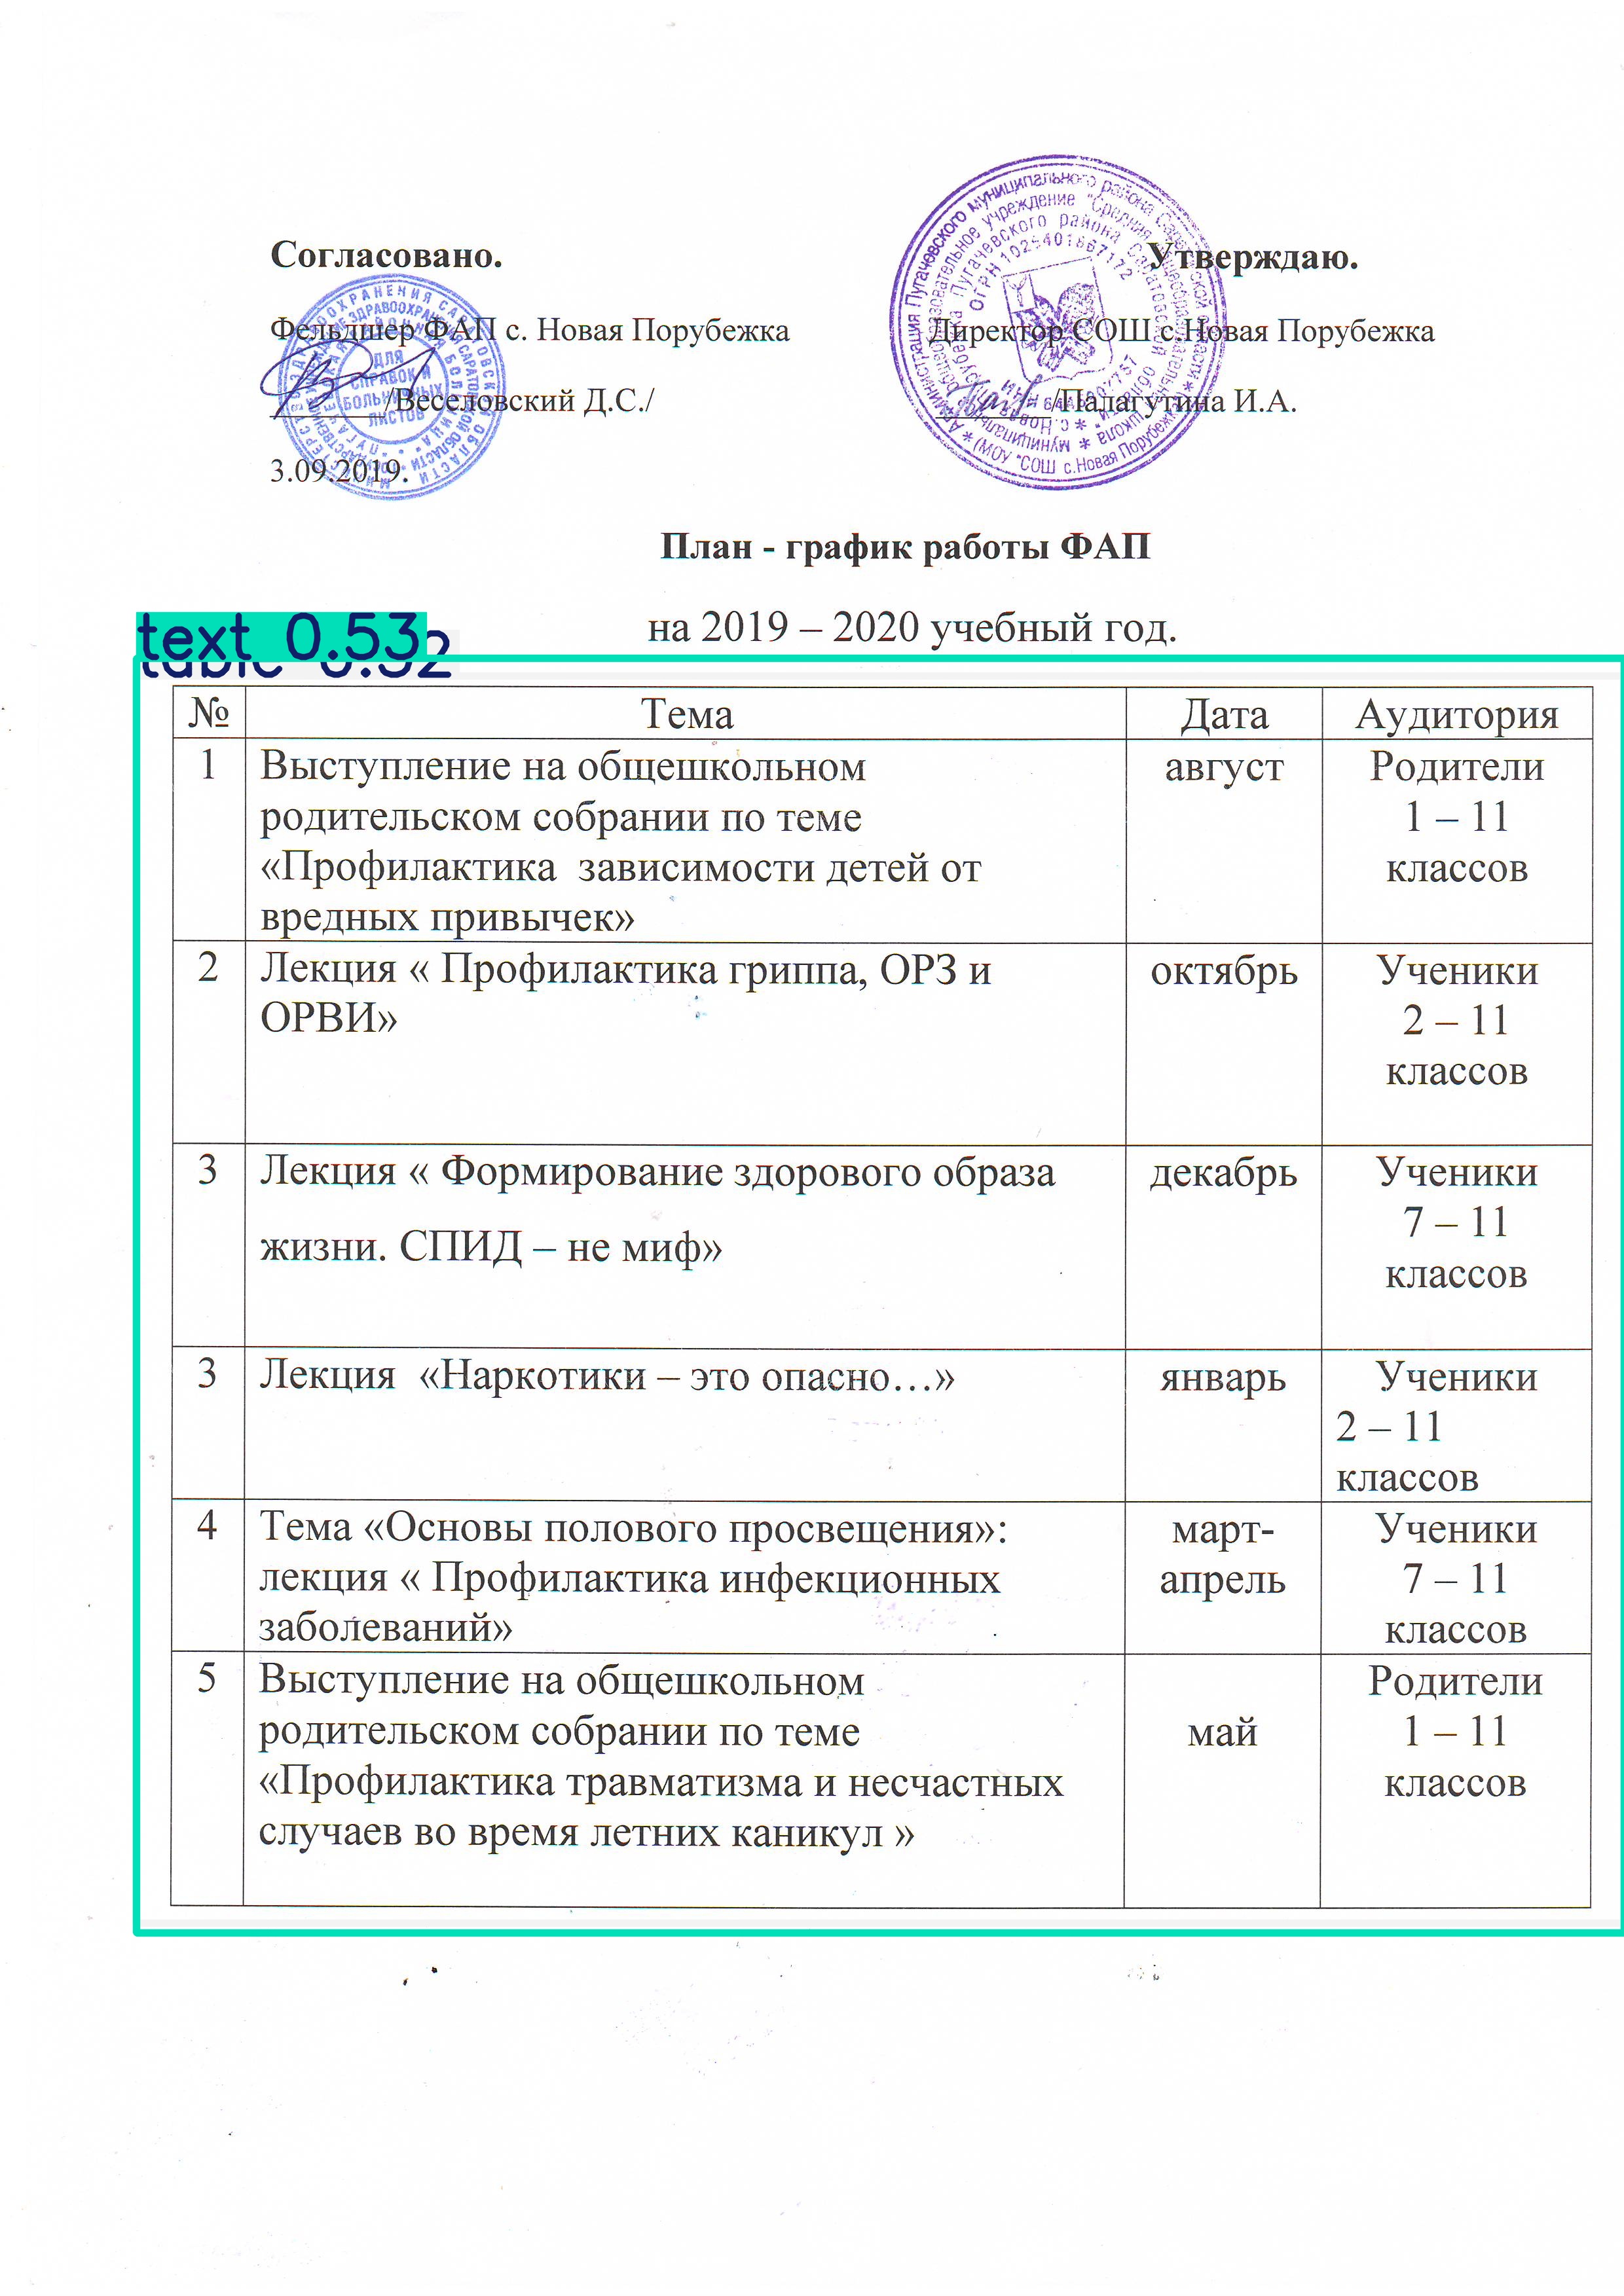 Согласовано. Утверждаю.
Фельдшер ФАП с. Новая Порубежка Директор СОШ с.Новая Порубежка
/Веселовский Д.С./ /Палагутина И.А.
3.09.2019.
ДЛЯ
СПРАВОК И
БОЛЬНИЧНЫХ
ЛИСТОВ
План - график работы ФАП
на 2019 – 2020 учебный год.
text 0.53
№ Тема Дата Аудитория
1 Выступление на общешкольном август Родители
родительском собрании по теме 1 – 11
«Профилактика зависимости детей от классов
вредных привычек»
2 Лекция « Профилактика гриппа, ОРЗ и октябрь Ученики
ОРВИ» 2 – 11
классов
3 Лекция « Формирование здорового образа декабрь Ученики
7 – 11
жизни. СПИД – не миф»
классов
3 Лекция «Наркотики – это опасно…» январь Ученики
2 – 11
классов
4 Тема «Основы полового просвещения»: март- Ученики
лекция « Профилактика инфекционных апрель 7 – 11
заболеваний» классов
5 Выступление на общешкольном Родители
родительском собрании по теме май 1 – 11
«Профилактика травматизма и несчастных классов
случаев во время летних каникул »